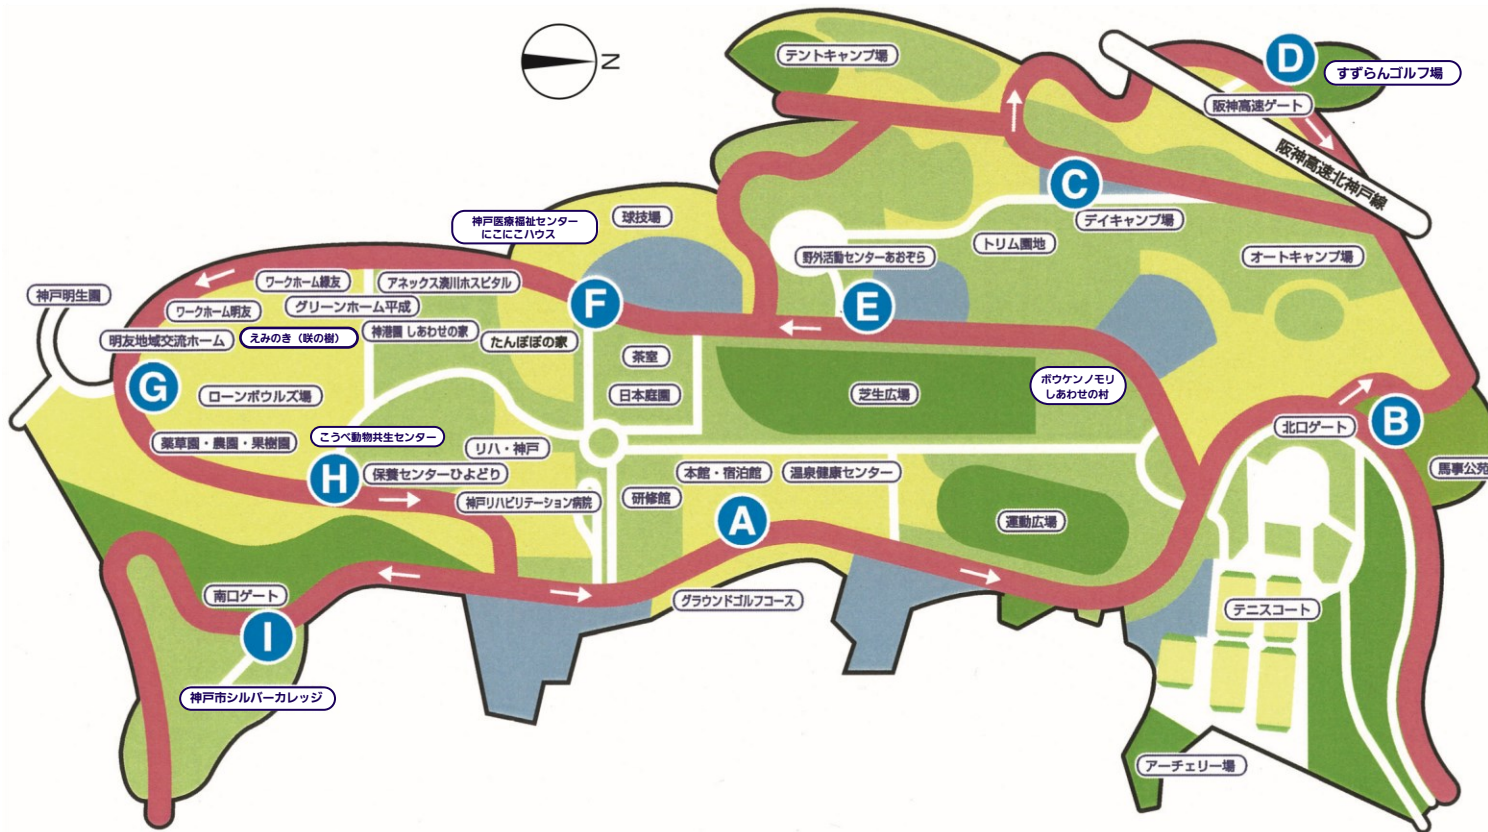 N
テントキャンプ場
D
すずらんゴルフ場
阪神高速ゲート
阪神高速北神戸線
C
デイキャンプ場
神戸医療福祉センター
にこにこハウス
球技場
トリム園地
野外活動センターあおぞら
オートキャンプ場
ワークホーム緑友
アネックス湊川ホスピタル
神戸明生園
ワークホーム明友
グリーンホーム平成
F
E
明友地域交流ホーム
えみのき（咲の樹）
神港園 しあわせの家
たんぽぽの家
茶室
G
ローンボウルズ場
日本庭園
芝生広場
ボウケンノモリ
しあわせの村
薬草園・農園・果樹園
こうべ動物共生センター
リハ・神戸
北口ゲート
B
馬事公苑
H
保養センターひよどり
本館・宿泊館
温泉健康センター
神戸リハビリテーション病院
研修館
A
運動広場
南口ゲート
グラウンドゴルフコース
テニスコート
I
神戸市シルバーカレッジ
アーチェリー場